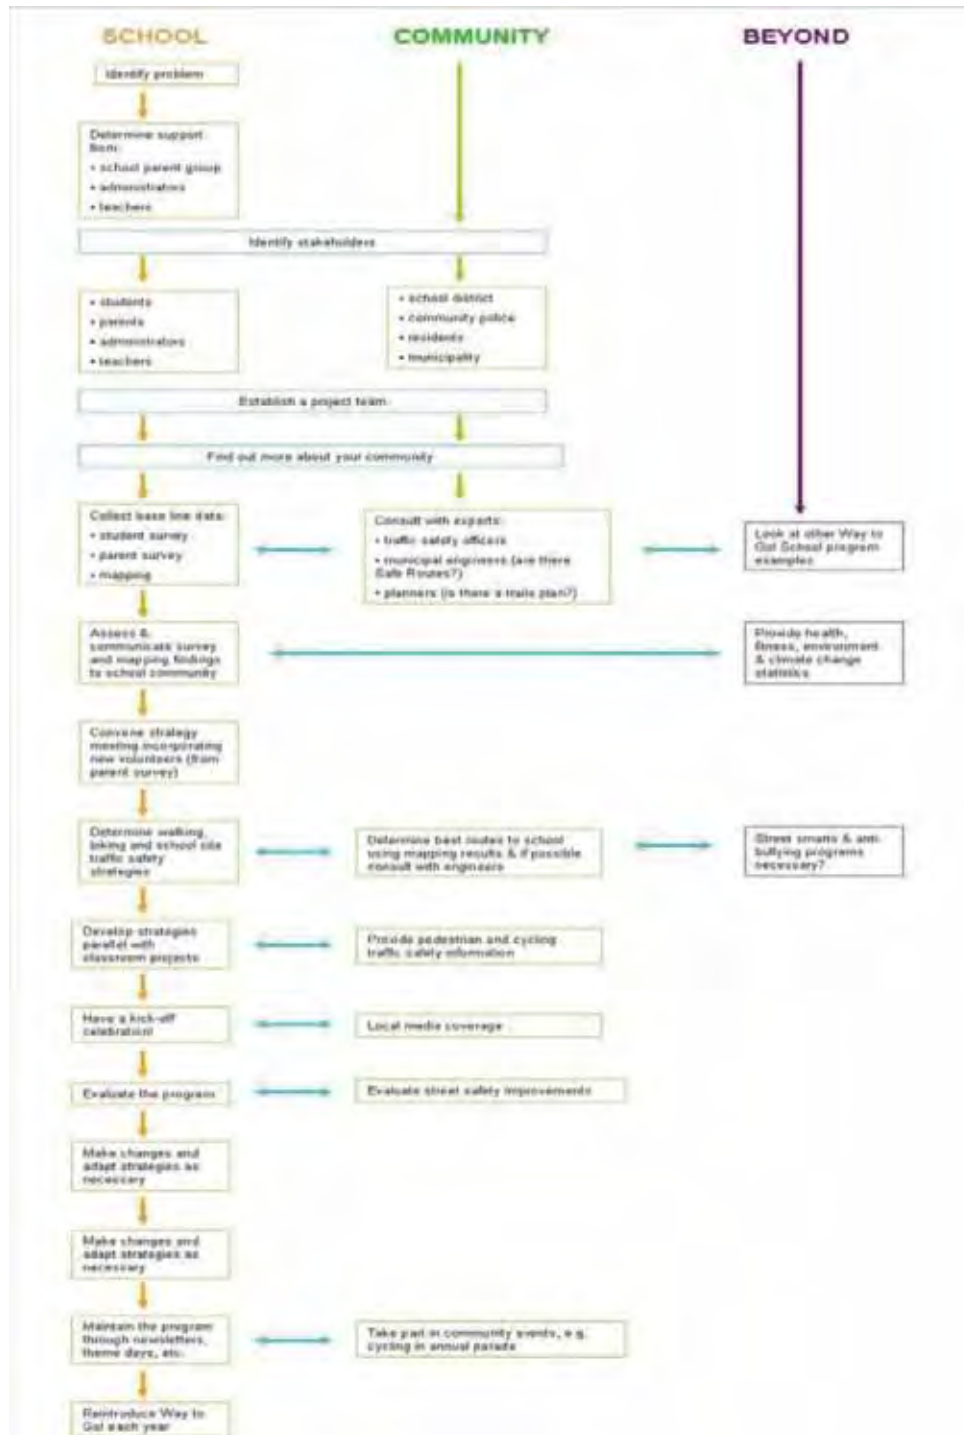 SCHOOL
COMMUNITY
BEYOND
Identify problem
Determine support
from:
• school parent group
• administrators
• teachers
Identify stakeholders
• students
• parents
• administrators
• teachers
• school district
• community police
• residents
• municipality
Establish a project team
Find out more about your community
Collect base line data:
• student survey
• parent survey
• mapping
Consult with experts:
• traffic safety officers
• municipal engineers (are there
Safe Routes?)
• planners (is there a trails plan?)
Look at other Way to
Go! School program
examples
Assess &
communicate survey
and mapping findings
to school community
Provide health,
fitness, environment
& climate change
statistics
Convene strategy
meeting incorporating
new volunteers (from
parent survey)
Determine walking,
biking and school site
traffic safety
strategies
Determine best routes to school
using mapping results & if possible
consult with engineers
Street smarts & anti-
bullying programs
necessary?
Develop strategies
parallel with
classroom projects
Provide pedestrian and cycling
traffic safety information
Have a kick-off
celebration!
Local media coverage
Evaluate the program
Evaluate street safety improvements
Make changes and
adapt strategies as
necessary
Make changes and
adapt strategies as
necessary
Maintain the program
through newsletters,
theme days, etc.
Take part in community events, e.g.
cycling in annual parade
Reintroduce Way to
Go! each year